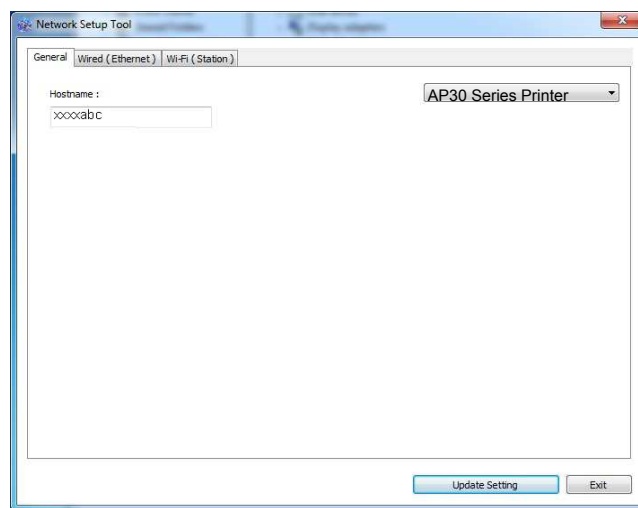 Network Setup Tool
General Wired ( Ethernet ) Wi-Fi ( Station )
Hostname :
AP30 Series Printer
xxxxabc
Update Setting Exit